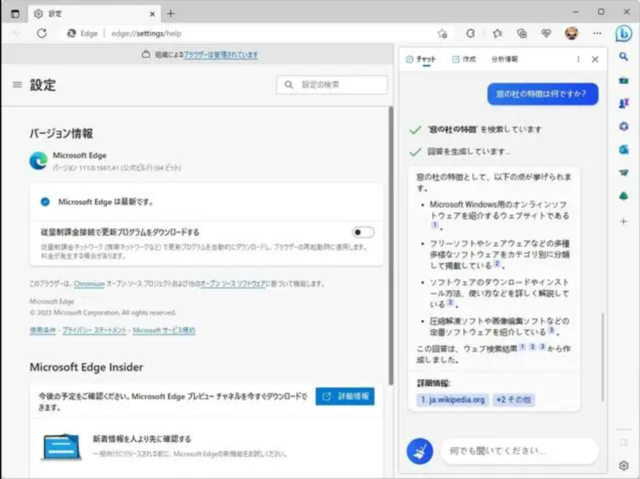 設定
Edge
edge://settings/help
組織によるブラウザーは管理されています
設定
設定の検索
バージョン情報
Microsoft Edge
バージョン 111.0.1661.41 (公式ビルド) (64 ビット)
Microsoft Edge は最新です。
従量制課金接続で更新プログラムをダウンロードする
従量制課金ネットワーク (携帯ネットワークなど) で更新プログラムを自動的にダウンロードし、ブラウザーの再起動時に適用します。
料金が発生する場合があります。
このブラウザーは、Chromium オープン ソース プロジェクトおよび他のオープン ソース ソフトウェアに基づいて機能します。
Microsoft Edge
© 2023 Microsoft Corporation. All rights reserved.
使用条件 - プライバシー ステートメント - Microsoft サービス規約
Microsoft Edge Insider
今後の予定をご確認ください。Microsoft Edge プレビュー チャネルを今すぐダウンロードで
きます。
詳細情報
新着情報を人より先に確認する
一般向けにリリースされる前に、Microsoft Edgeの新機能をお試しください。
チャット
作成
分析情報
窓の杜の特徴は何ですか?
'窓の杜の特徴' を検索しています
回答を生成しています...
窓の杜の特徴として、以下の点が挙げられま
す。
• Microsoft Windows用のオンラインソフ
トウェアを紹介するウェブサイトである
1。
• フリーソフトやシェアウェアなどの多種
多様なソフトウェアをカテゴリ別に分類
して掲載している 2。
• ソフトウェアのダウンロードやインス
トール方法、使い方などを詳しく解説して
いる 2。
• 圧縮解凍ソフトや画像編集ソフトなどの
定番ソフトウェアを紹介している 3。
この回答は、ウェブ検索結果 1 2 3 から作
成しました。
詳細情報:
1. ja.wikipedia.org
+2 その他
何でも聞いてください...